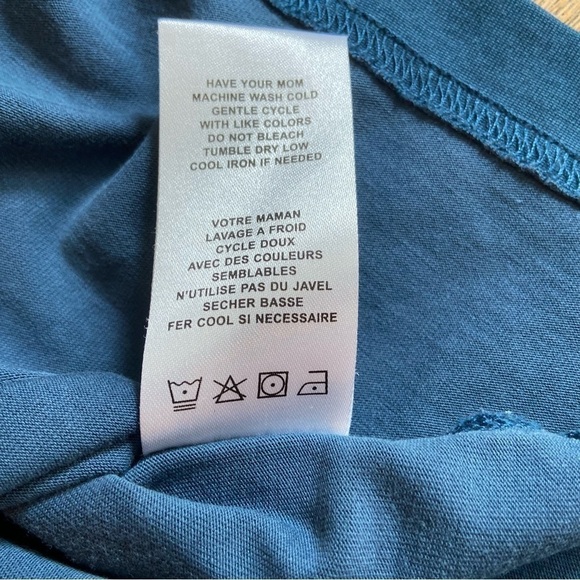 HAVE YOUR MOM
MACHINE WASH COLD
GENTLE CYCLE
WITH LIKE COLORS
DO NOT BLEACH
TUMBLE DRY LOW
COOL IRON IF NEEDED
VOTRE MAMAN
LAVAGE A FROID
CYCLE DOUX
AVEC DES COULEURS
SEMBLABLES
N'UTILISE PAS DU JAVEL
SECHER BASSE
FER COOL SI NECESSAIRE